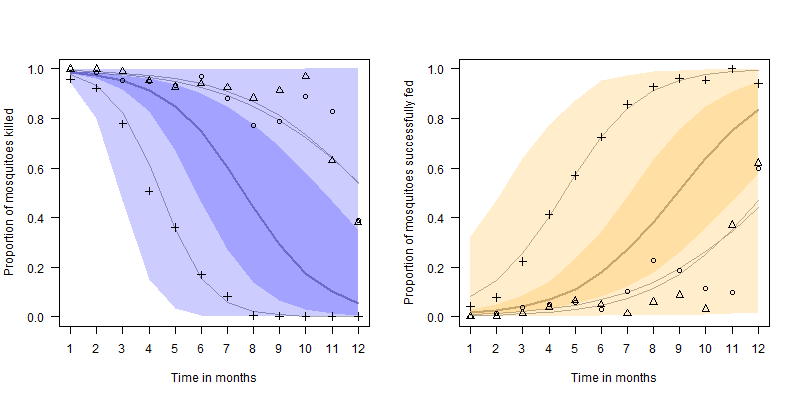 Proportion of mosquitoes killed
1.0
0.8
0.6
0.4
0.2
0.0
1 2 3 4 5 6 7 8 9 10 11 12
Time in months
Proportion of mosquitoes successfully fed
1.0
0.8
0.6
0.4
0.2
0.0
1 2 3 4 5 6 7 8 9 10 11 12
Time in months